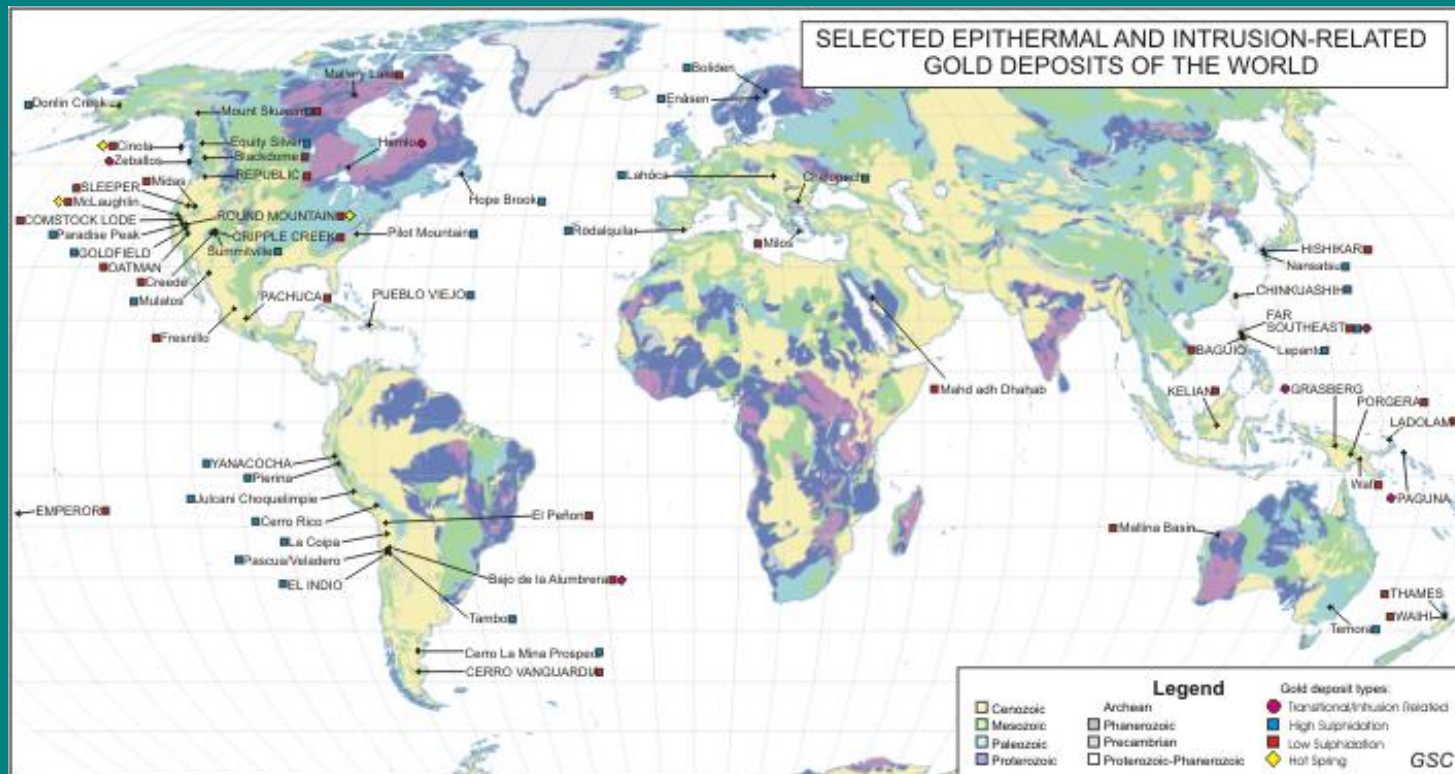 SELECTED EPITHERMAL AND INTRUSION-RELATED
GOLD DEPOSITS OF THE WORLD
Mallery Lake
Boliden
Donlin Creek
Enåsen
Cinola
Equity Silver
Hemlo
Zeballos
Blackdome
Midas
REPUBLIC
Lahóca
Chelopech
SLEEPER
Hope Brook
McLaughlin
COMSTOCK LODE
ROUND MOUNTAIN
Paradise Peak
CRIPPLE CREEK
Pilot Mountain
Rodalquilar
Milos
GOLDFIELD
Summitville
HISHIKARI
OATMAN
Nansatsu
Creede
Mulatos
PACHUCA
PUEBLO VIEJO
CHINKUASHIH
FAR
SOUTHEAST
Fresnillo
BAGUIO
Lepanto
Mahd adh Dhahab
KELIAN
GRASBERG
PORGERA
LADOLAM
YANACOCHA
Pierina
Wafi
Julcani Choquelimpie
PAGUNA
EMPEROR
El Peñon
Cerro Rico
Mallina Basin
La Coipa
Pascua/Veladero
EL INDIO
Bajo de la Alumbrera
THAMES
Tambo
WAIHI
Temora
Cerro La Mina Prospect
CERRO VANGUARDIA
Legend
Cenozoic
Mesozoic
Paleozoic
Proterozoic
Archean
Phanerozoic
Precambrian
Proterozoic-Phanerozoic
Gold deposit types:
Transitional/Intrusion Related
High Sulphidation
Low Sulphidation
Hot Spring
GSC